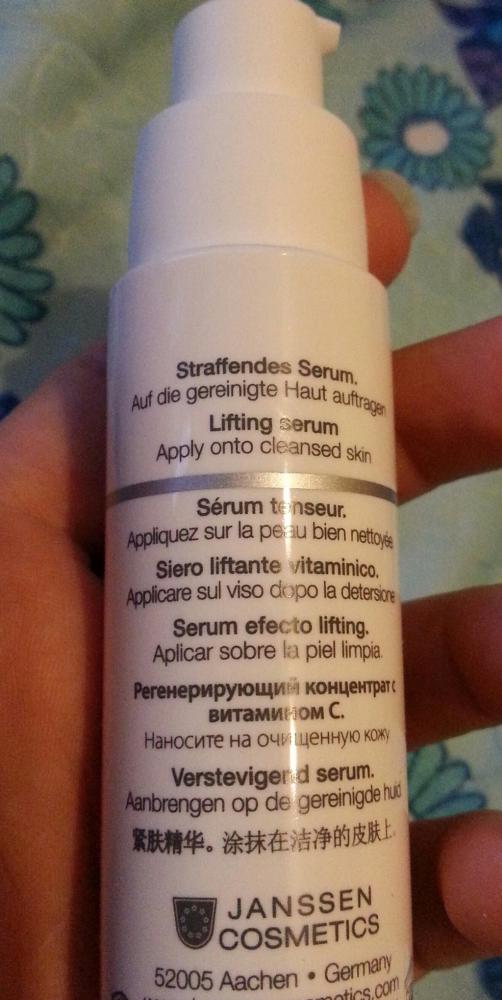 Straffendes Serum.
Auf die gereinigte Haut auftragen
Lifting serum
Apply onto cleansed skin
Sérum tenseur.
Appliquez sur la peau bien nettoyée
Siero liftante vitaminico.
Applicare sul viso dopo la detersione
Serum efecto lifting.
Aplicar sobre la piel limpia.
Регенерирующий концентрат с
витамином С.
Наносите на очищенную кожу
Verstevigend serum.
Aanbrengen op de gereinigde huid
紧肤精华。涂抹在洁净的皮肤上。
JANSSEN
COSMETICS
52005 Aachen • Germany